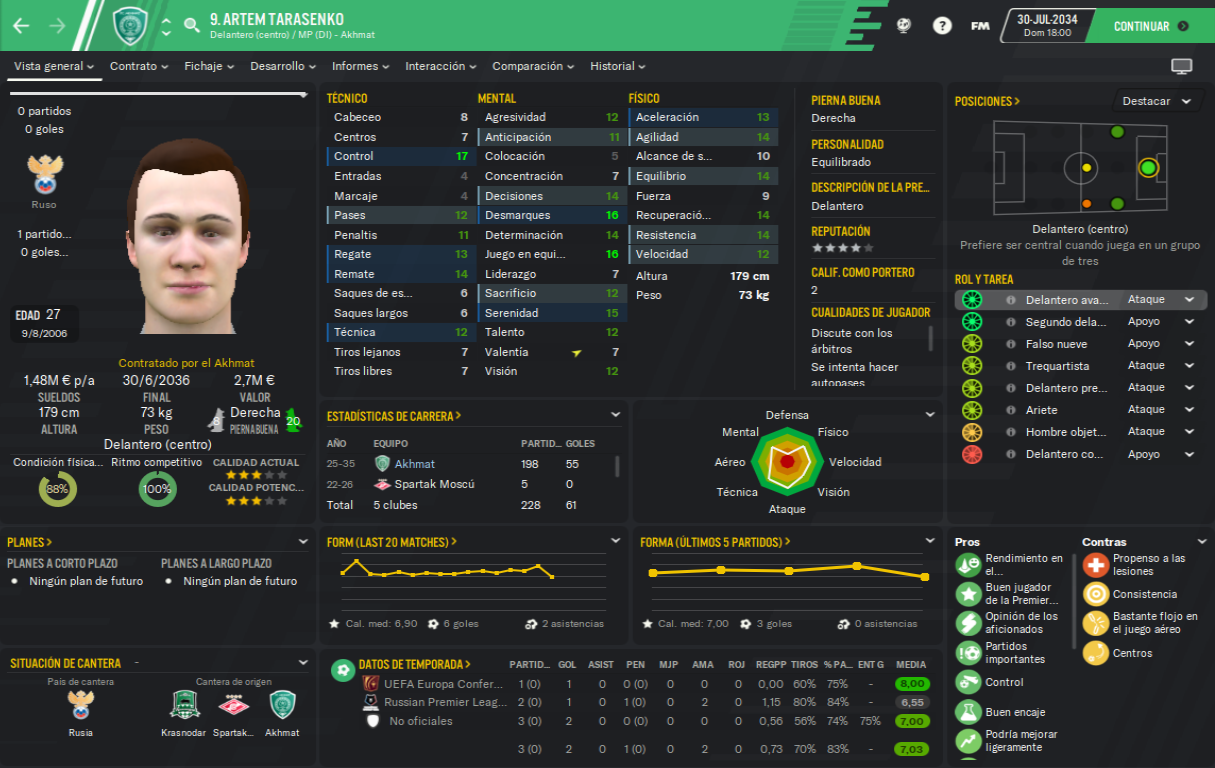 9. ARTEM TARASENKO
Delantero (centro) / MP (DI) - Akhmat
?
FM
30-JUL-2034
Dom 18:00
CONTINUAR
Vista general
Contrato
Fichaje
Desarrollo
Informes
Interacción
Comparación
Historial
0 partidos
0 goles
Ruso
1 partido...
0 goles...
EDAD 27
9/8/2006
Contratado por el Akhmat
1,48M € p/a 30/6/2036 2,7M €
SUELDOS FINAL VALOR
179 cm 73 kg 8 Derecha 20
ALTURA PESO PIERNA BUENA
Delantero (centro)
Condición física... Ritmo competitivo CALIDAD ACTUAL
88% 100%
CALIDAD POTENC...
TÉCNICO
Cabeceo 8
Centros 7
Control 17
Entradas 4
Marcaje 4
Pases 12
Penaltis 11
Regate 13
Remate 14
Saques de es... 6
Saques largos 6
Técnica 12
Tiros lejanos 7
Tiros libres 7
MENTAL
Agresividad 12
Anticipación 11
Colocación 5
Concentración 7
Decisiones 14
Desmarques 16
Determinación 14
Juego en equi... 16
Liderazgo 7
Sacrificio 12
Serenidad 15
Talento 12
Valentía 7
Visión 12
FÍSICO
Aceleración 13
Agilidad 14
Alcance de s... 10
Equilibrio 14
Fuerza 9
Recuperació... 14
Resistencia 14
Velocidad 12
Altura 179 cm
Peso 73 kg
PIERNA BUENA
Derecha
PERSONALIDAD
Equilibrado
DESCRIPCIÓN DE LA PRE...
Delantero
REPUTACIÓN
CALIF. COMO PORTERO
2
CUALIDAES DE JUGADOR
Discute con los
árbitros
Se intenta hacer
autopases
POSICIONES >
Destacar
Delantero (centro)
Prefiere ser central cuando juega en un grupo
de tres
ROL Y TAREA
Delantero ava... Ataque
Segundo dela... Apoyo
Falso nueve Apoyo
Trequartista Ataque
Delantero pre... Ataque
Ariete Ataque
Hombre objet... Ataque
Delantero co... Apoyo
ESTADÍSTICAS DE CARRERA >
AÑO EQUIPO PARTID... GOLES
25-35 Akhmat 198 55
22-26 Spartak Moscú 5 0
Total 5 clubes 228 61
Defensa
Mental Físico
Aéreo Velocidad
Técnica Visión
Ataque
PLANES >
PLANES A CORTO PLAZO PLANES A LARGO PLAZO
Ningún plan de futuro Ningún plan de futuro
FORM (LAST 20 MATCHES) >
Cal. med: 6,90 6 goles 2 asistencias
FORMA (ÚLTIMOS 5 PARTIDOS) >
Cal. med: 7,00 3 goles 0 asistencias
SITUACIÓN DE CANTERA -
País de cantera Cantera de origen
Rusia Krasnodar Spartak... Akhmat
DATOS DE TEMPORADA > PARTID... GOL ASIST PEN MJP AMA ROJ REGPP TIROS % PA... ENT G MEDIA
UEFA Europa Confer... 1 (0) 1 0 0 (0) 0 0 0 0,00 60% 75% - 8,00
Russian Premier Leag... 2 (0) 1 0 1 (0) 0 2 0 1,15 80% 84% - 6,55
No oficiales 3 (0) 2 0 0 (0) 0 0 0 0,56 56% 74% 75% 7,00
3 (0) 2 0 1 (0) 0 2 0 0,73 70% 83% - 7,03
Pros
Rendimiento en
el...
Buen jugador
de la Premier...
Opinión de los
aficionados
Partidos
importantes
Control
Buen encaje
Podría mejorar
ligeramente
Contras
Propenso a las
lesiones
Consistencia
Bastante flojo en
el juego aéreo
Centros